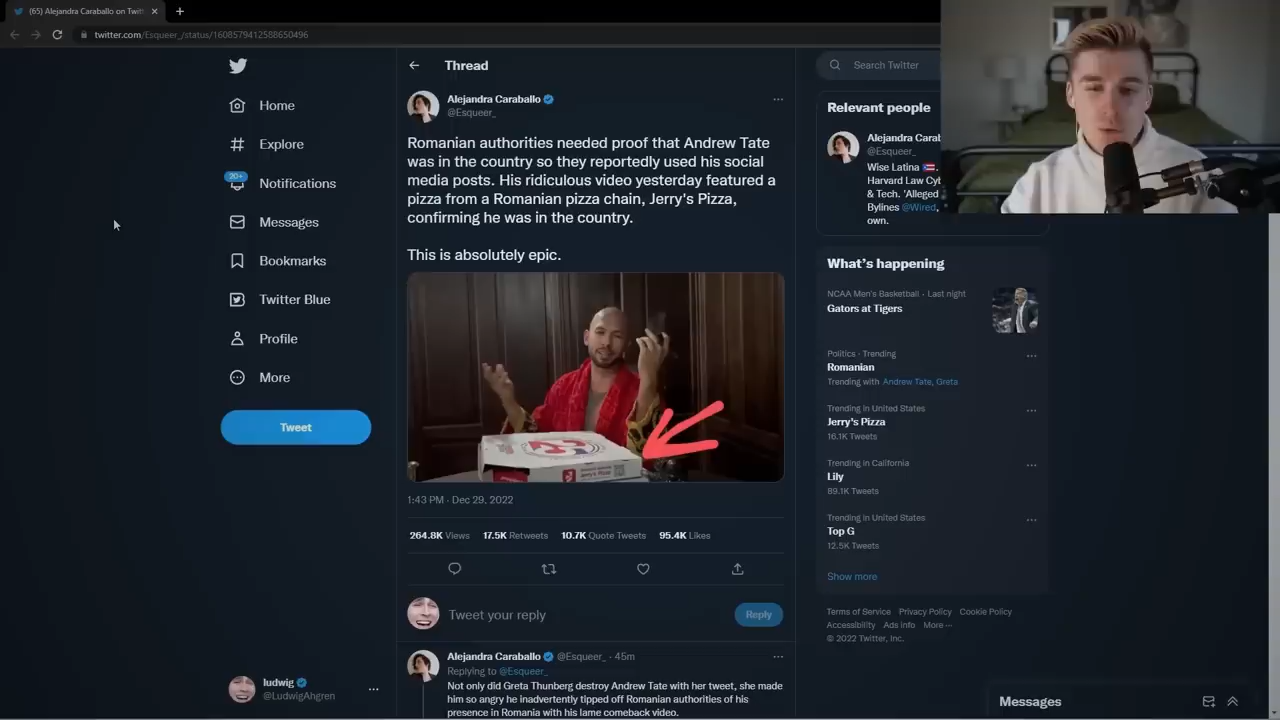 (65) Alejandra Caraballo on Twit
twitter.com/Esqueer_/status/1608579412588650496
Home
Explore
20+
Notifications
Messages
Bookmarks
Twitter Blue
Profile
More
Tweet
ludwig
@LudwigAhgren
Thread
Alejandra Caraballo
@Esqueer_
Romanian authorities needed proof that Andrew Tate
was in the country so they reportedly used his social
media posts. His ridiculous video yesterday featured a
pizza from a Romanian pizza chain, Jerry's Pizza,
confirming he was in the country.
This is absolutely epic.
Jerry's Pizza
1:43 PM · Dec 29, 2022
264.8K Views 17.5K Retweets 10.7K Quote Tweets 95.4K Likes
Tweet your reply
Reply
Alejandra Caraballo @Esqueer_ · 45m
Replying to @Esqueer_
Not only did Greta Thunberg destroy Andrew Tate with her tweet, she made
him so angry he inadvertently tipped off Romanian authorities of his
presence in Romania with his lame comeback video.
Search Twitter
Relevant people
Alejandra Carab
@Esqueer_
Wise Latina
Harvard Law Cyb
& Tech. 'Alleged
Bylines @Wired,
own.
What's happening
NCAA Men's Basketball · Last night
Gators at Tigers
Politics · Trending
Romanian
Trending with Andrew Tate, Greta
Trending in United States
Jerry's Pizza
16.1K Tweets
Trending in California
Lily
89.1K Tweets
Trending in United States
Top G
12.5K Tweets
Show more
Terms of Service Privacy Policy Cookie Policy
Accessibility Ads info More ···
© 2022 Twitter, Inc.
Messages